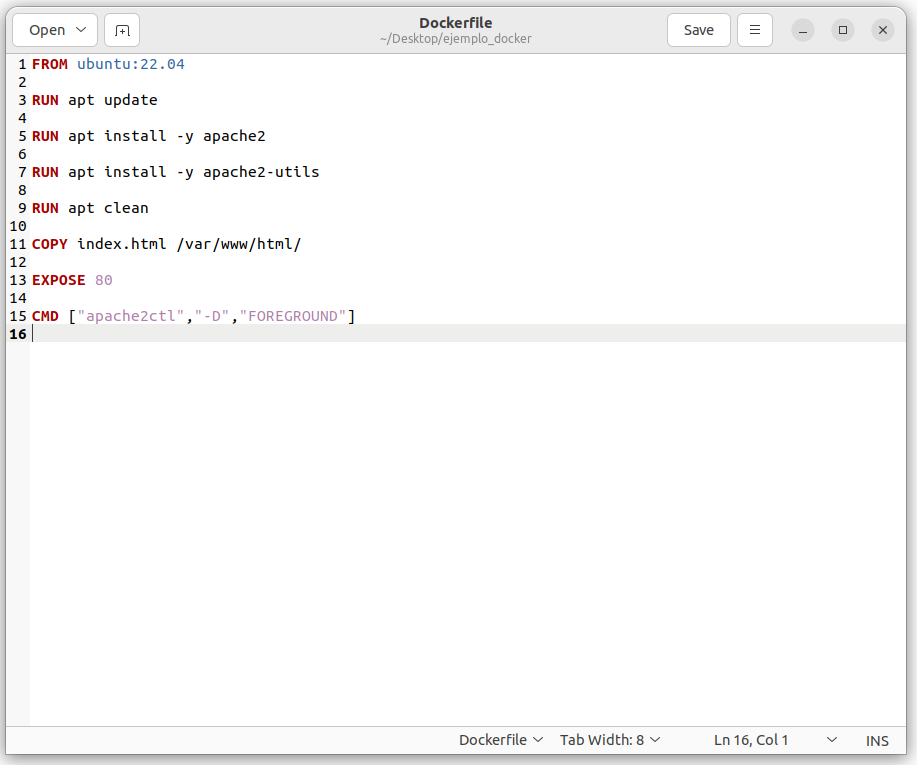 Open
Dockerfile
~/Desktop/ejemplo_docker
Save
1 FROM ubuntu:22.04
2
3 RUN apt update
4
5 RUN apt install -y apache2
6
7 RUN apt install -y apache2-utils
8
9 RUN apt clean
10
11 COPY index.html /var/www/html/
12
13 EXPOSE 80
14
15 CMD ["apache2ctl","-D","FOREGROUND"]
16
Dockerfile Tab Width: 8 Ln 16, Col 1 INS